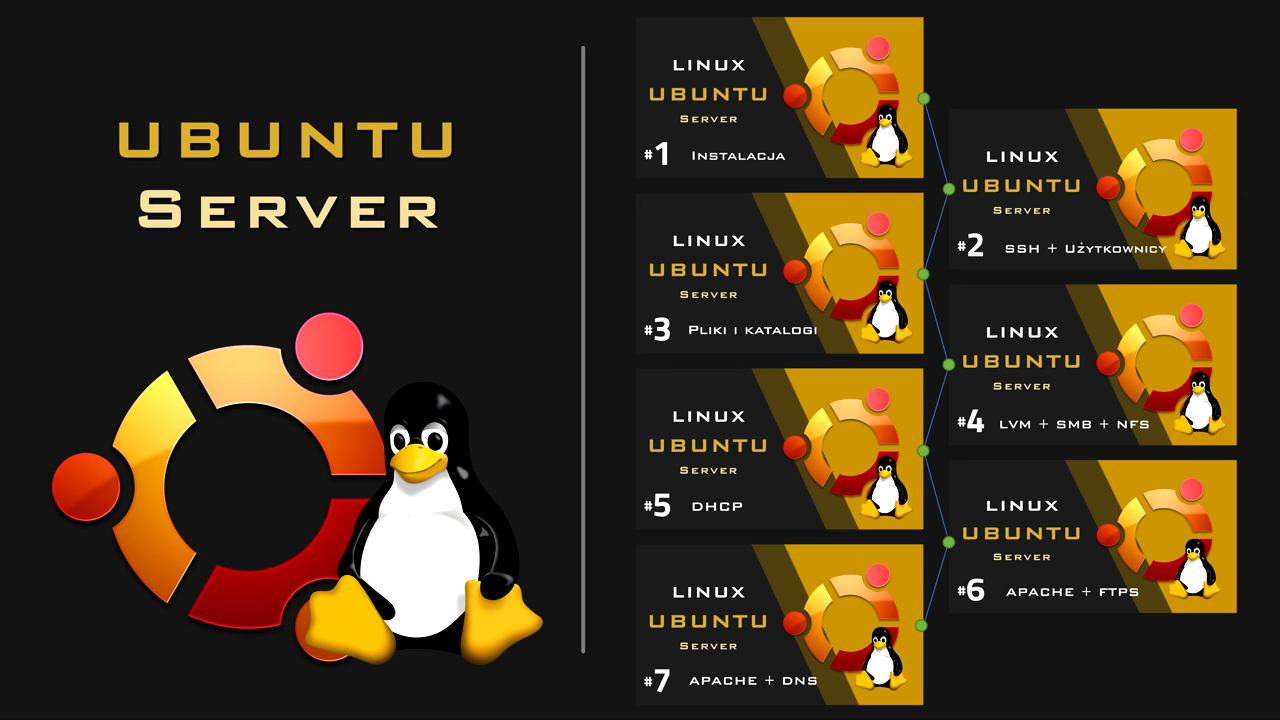 UBUNTU
SERVER
LINUX
UBUNTU
SERVER
#1 INSTALACJA
LINUX
UBUNTU
SERVER
#2 SSH + UŻYTKOWNICY
LINUX
UBUNTU
SERVER
#3 PLIKI I KATALOGI
LINUX
UBUNTU
SERVER
#4 LVM + SMB + NFS
LINUX
UBUNTU
SERVER
#5 DHCP
LINUX
UBUNTU
SERVER
#6 APACHE + FTPS
LINUX
UBUNTU
SERVER
#7 APACHE + DNS